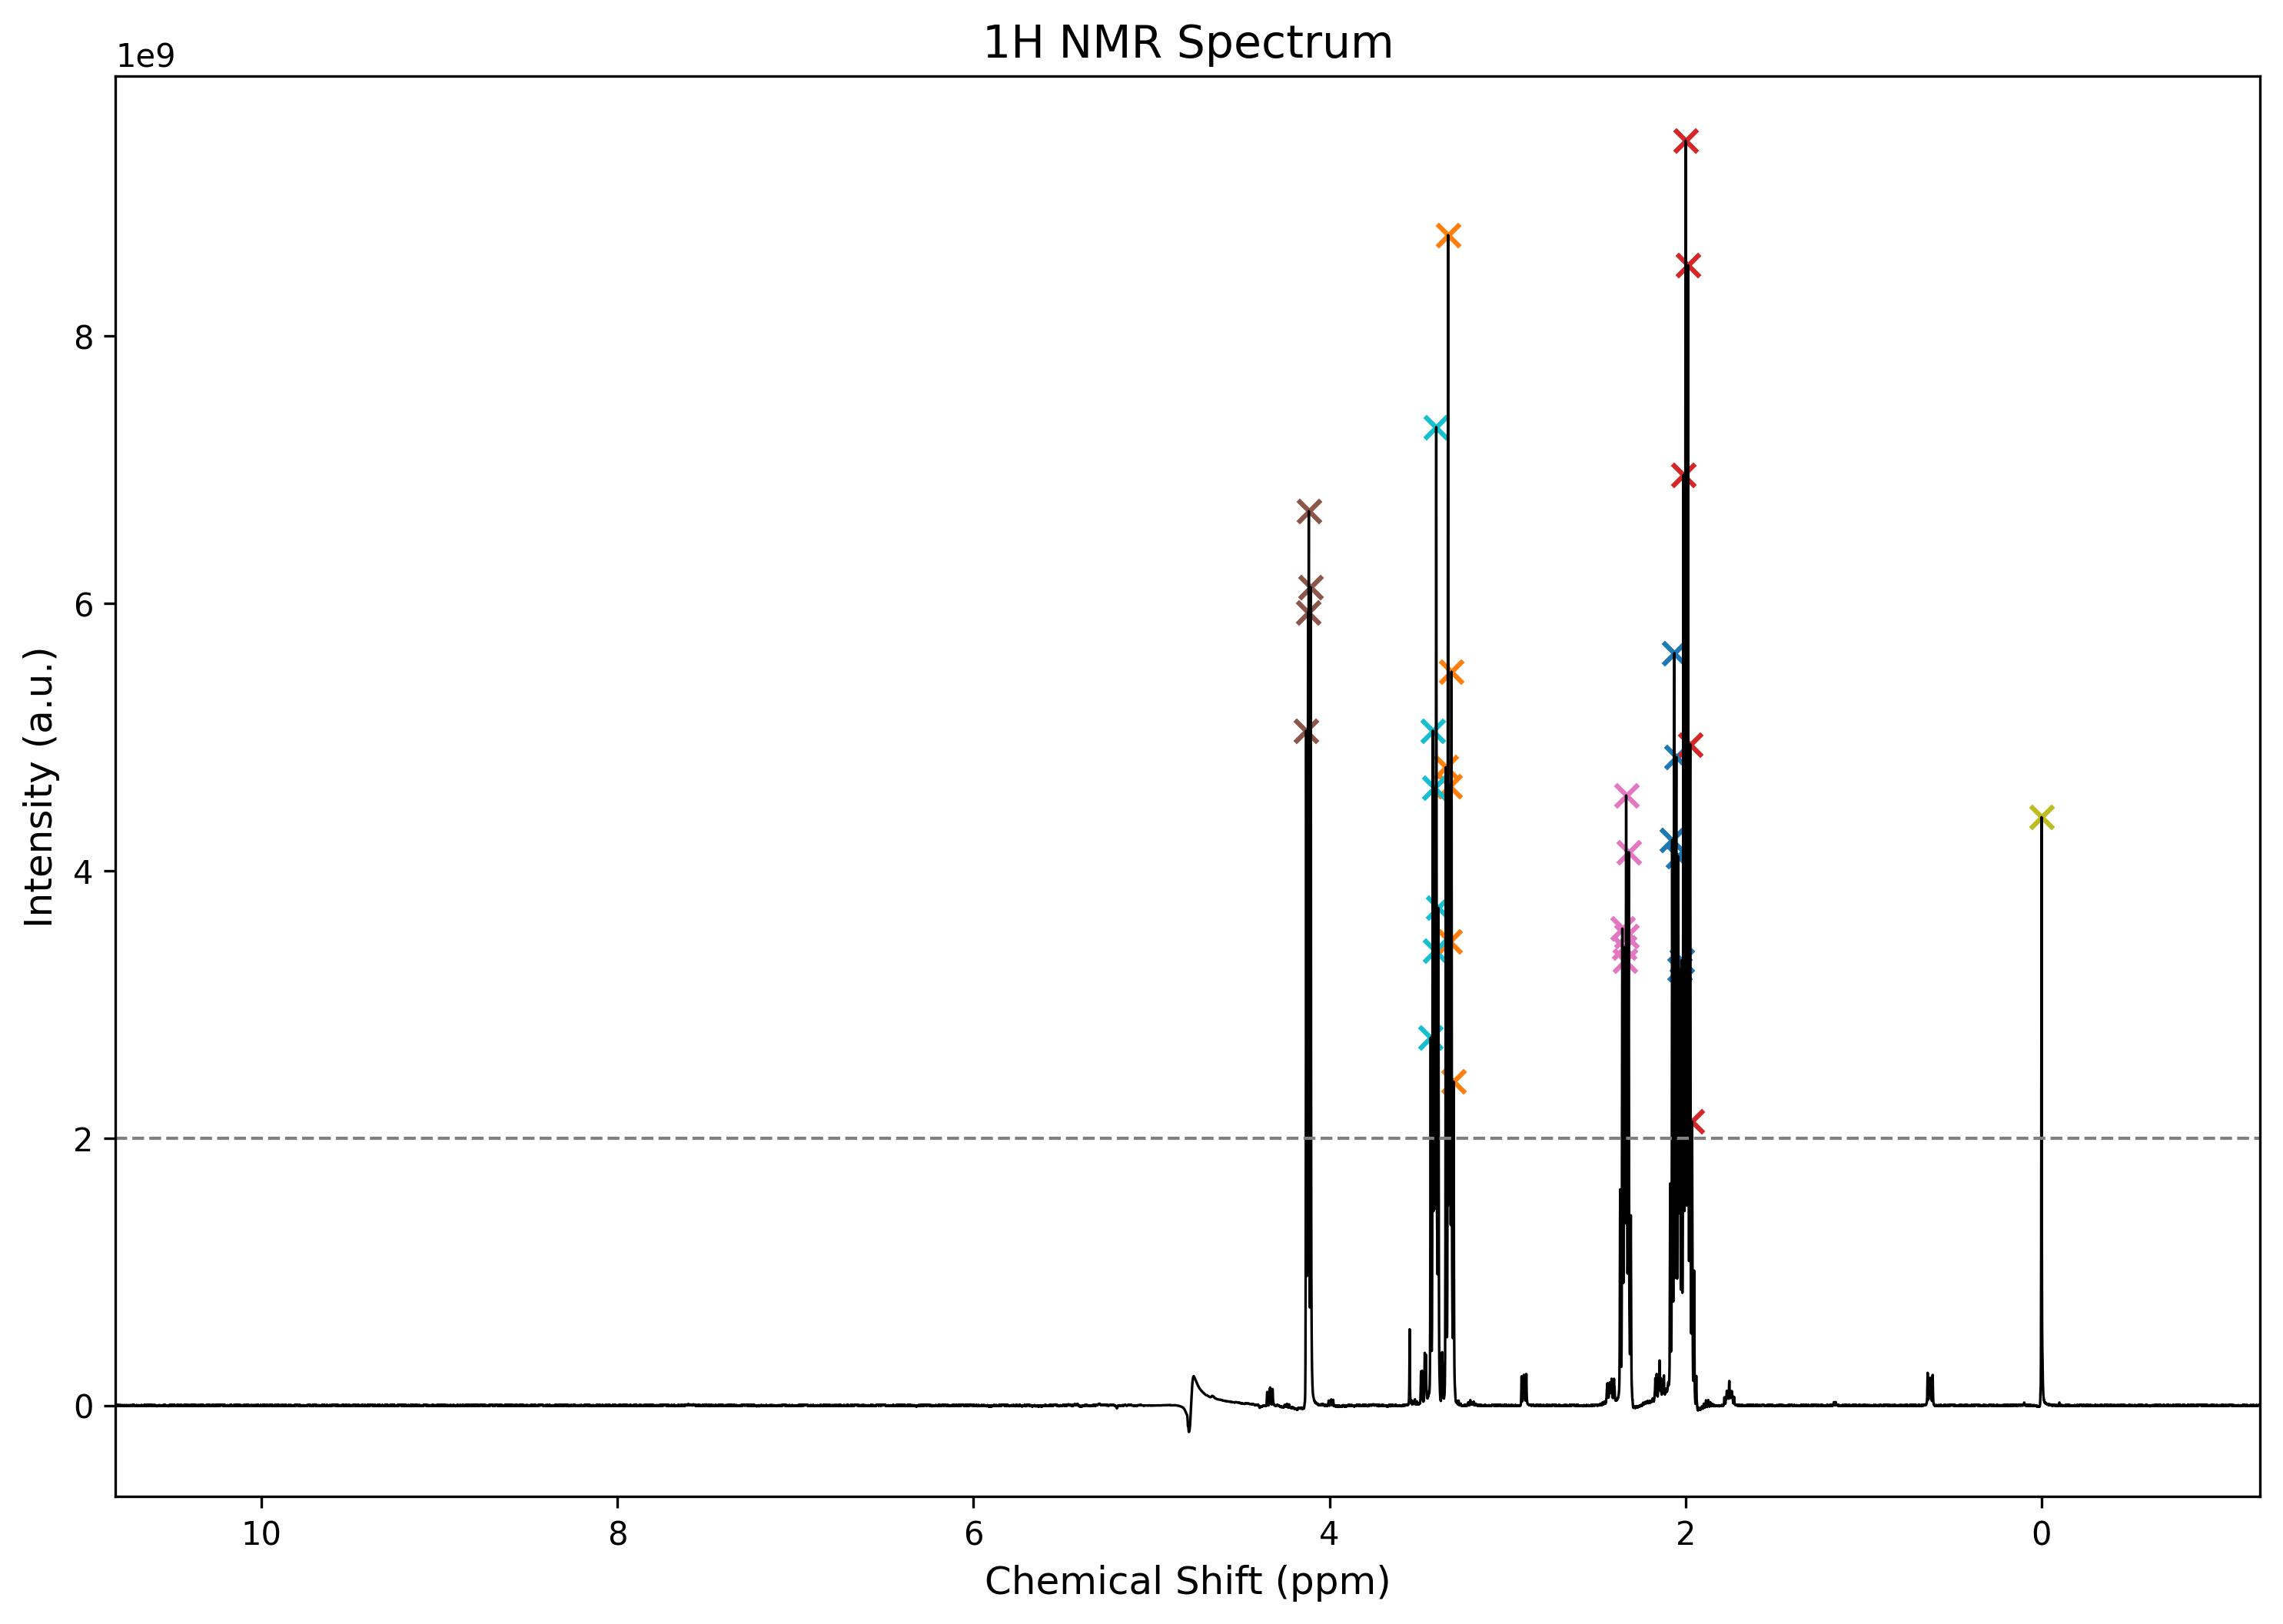 1H NMR Spectrum
1e9
8
6
4
2
0
Intensity (a.u.)
10 8 6 4 2 0
Chemical Shift (ppm)